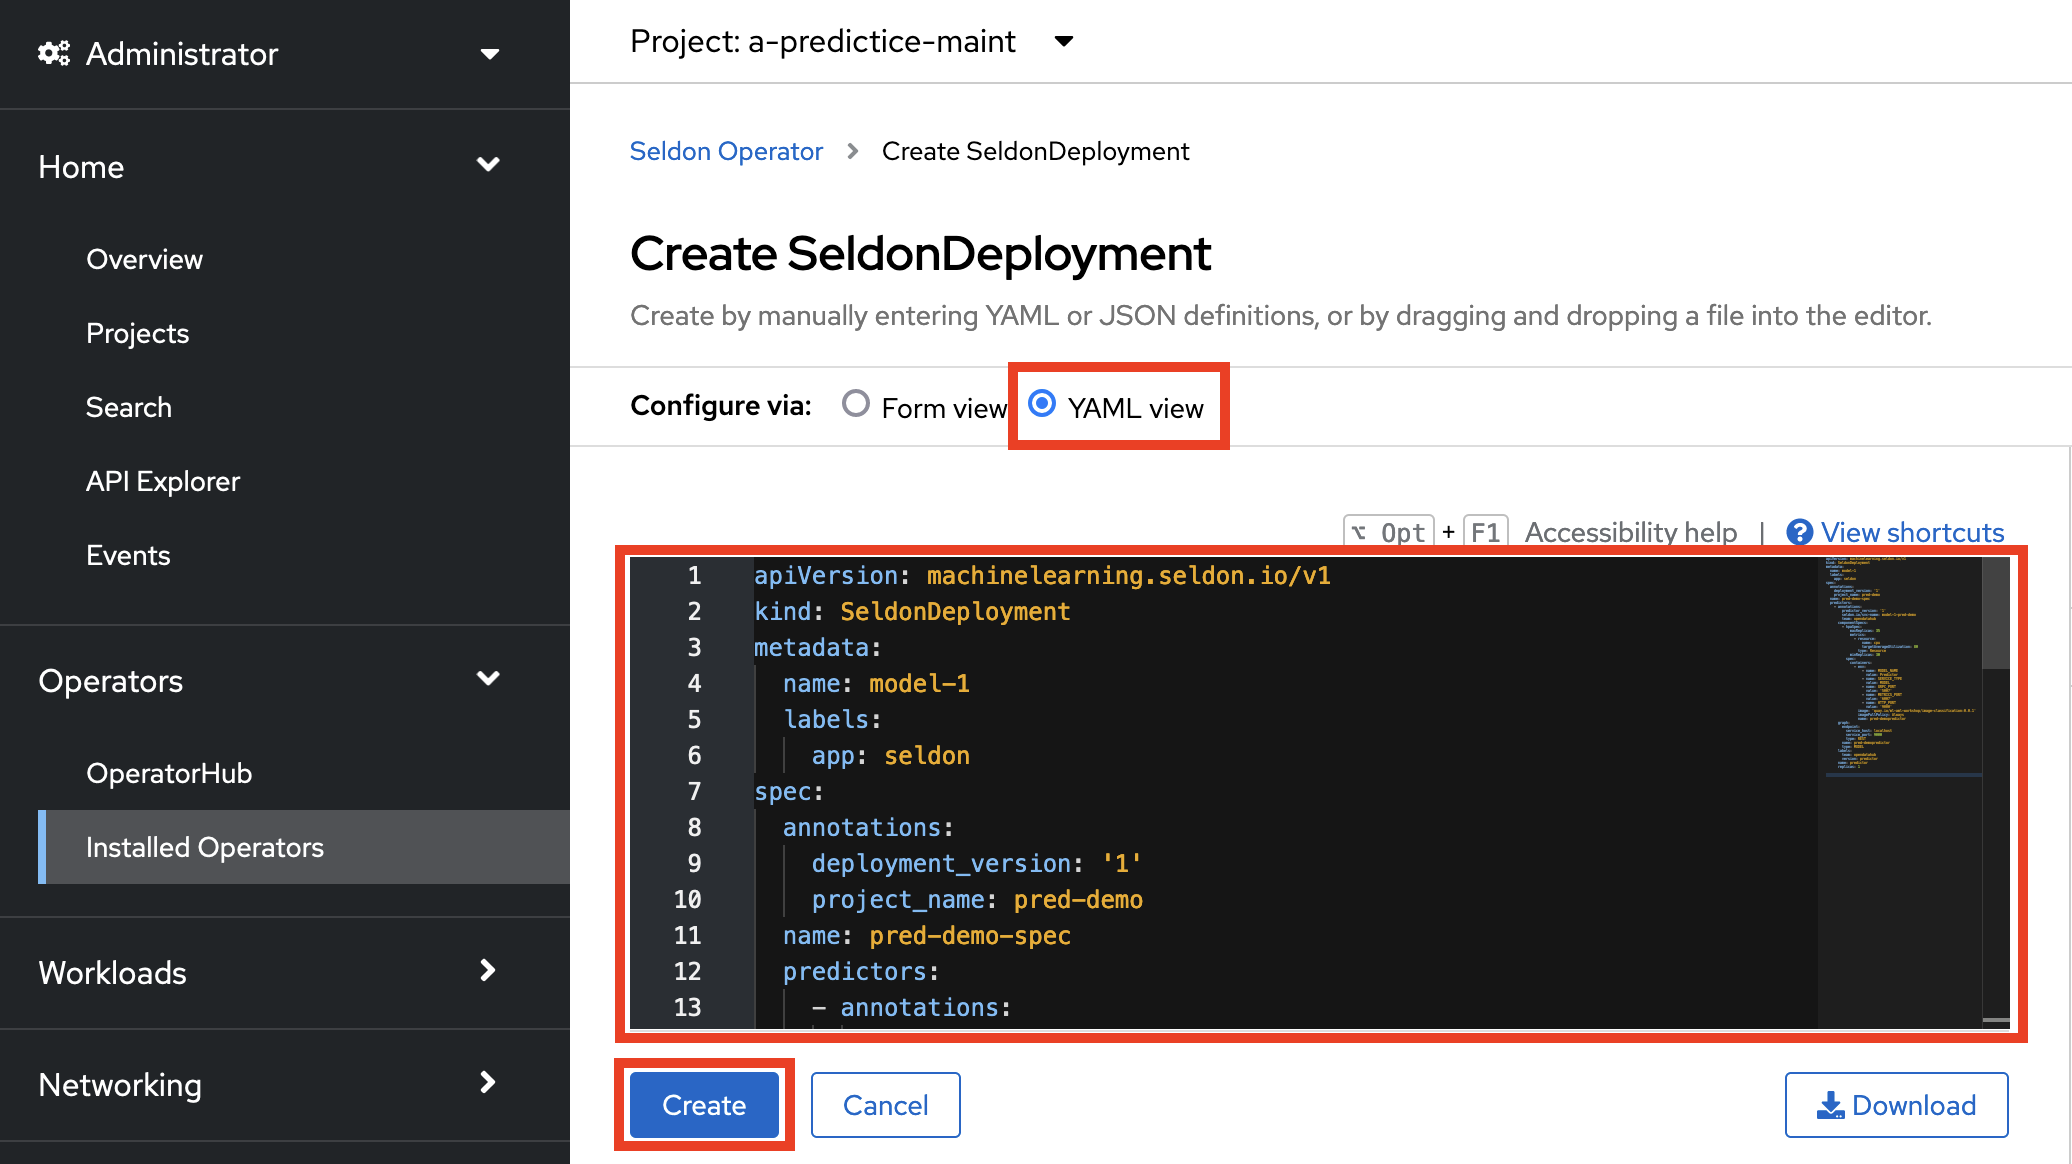 Administrator
Home
Overview
Projects
Search
API Explorer
Events
Operators
OperatorHub
Installed Operators
Workloads
Networking
Project: a-predictice-maint
Seldon Operator > Create SeldonDeployment
Create SeldonDeployment
Create by manually entering YAML or JSON definitions, or by dragging and dropping a file into the editor.
Configure via: Form view YAML view
⌥ Opt + F1 Accessibility help | View shortcuts
1 apiVersion: machinelearning.seldon.io/v1
2 kind: SeldonDeployment
3 metadata:
4 name: model-1
5 labels:
6 app: seldon
7 spec:
8 annotations:
9 deployment_version: '1'
10 project_name: pred-demo
11 name: pred-demo-spec
12 predictors:
13 - annotations:
Create Cancel Download